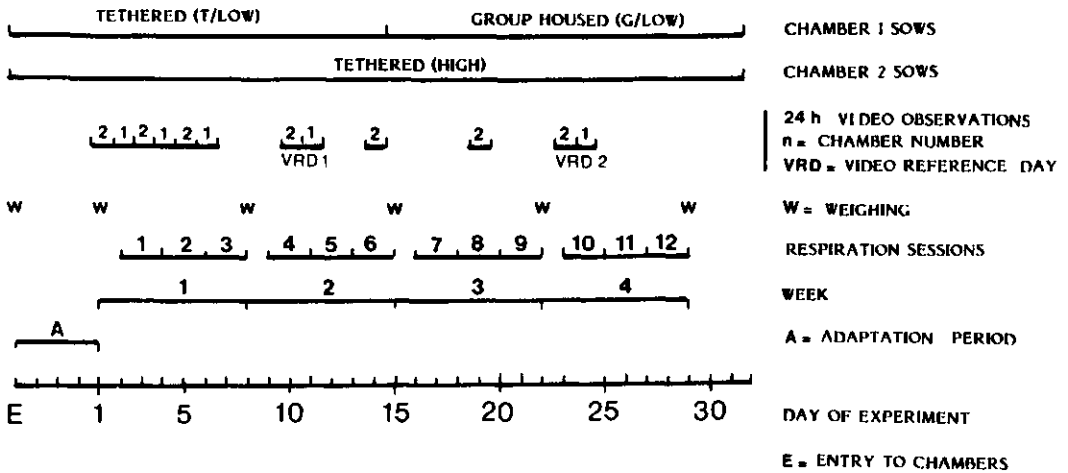 TETHERED (T/LOW) GROUP HOUSED (G/LOW) CHAMBER 1 SOWS
TETHERED (HIGH) CHAMBER 2 SOWS
2 1 2 1 2 1 2 1 2 2 2 1 24 h VIDEO OBSERVATIONS
n = CHAMBER NUMBER
VRD 1 VRD 2 VRD = VIDEO REFERENCE DAY
W W W W W W W = WEIGHING
1 2 3 4 5 6 7 8 9 10 11 12 RESPIRATION SESSIONS
1 2 3 4 WEEK
A A = ADAPTATION PERIOD
E 1 5 10 15 20 25 30 DAY OF EXPERIMENT
E = ENTRY TO CHAMBERS